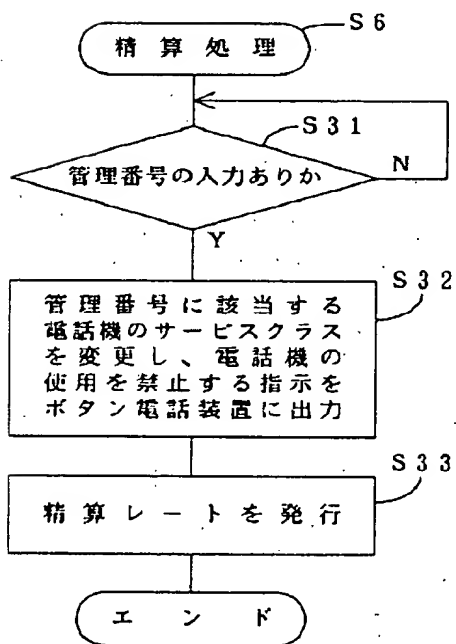 S6
精算処理
S31
管理番号の入力ありか
N
Y
S32
管理番号に該当する
電話機のサービスクラス
を変更し、電話機の
使用を禁止する指示を
ボタン電話装置に出力
S33
精算レートを発行
エンド